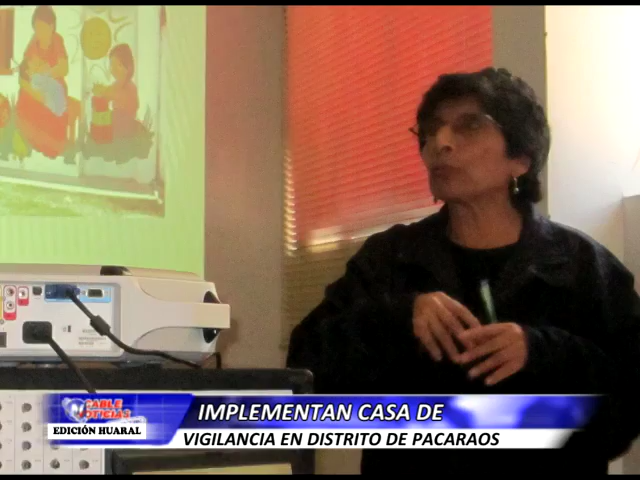 CABLE
NOTICIAS
EDICIÓN HUARAL
IMPLEMENTAN CASA DE
VIGILANCIA EN DISTRITO DE PACARAOS